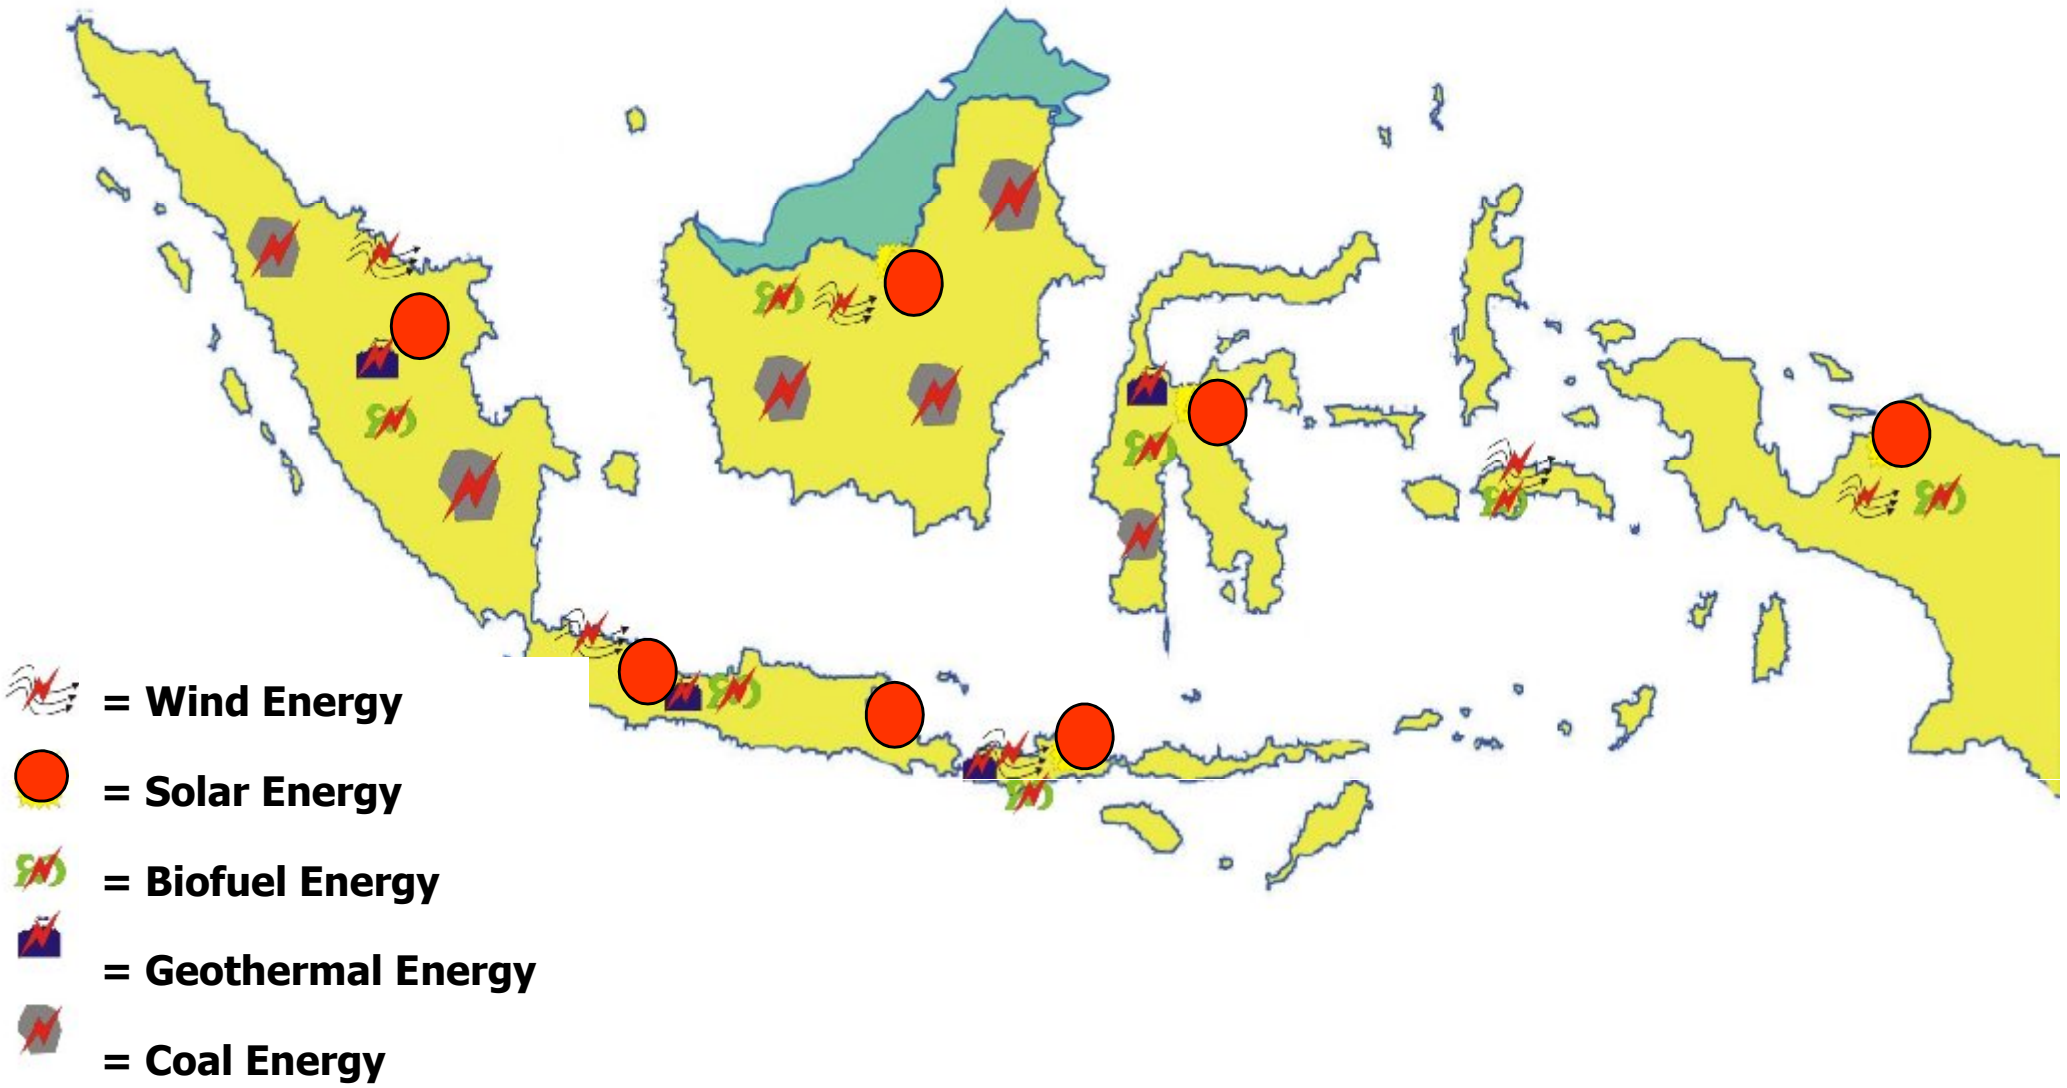 = Wind Energy
= Solar Energy
= Biofuel Energy
= Geothermal Energy
= Coal Energy